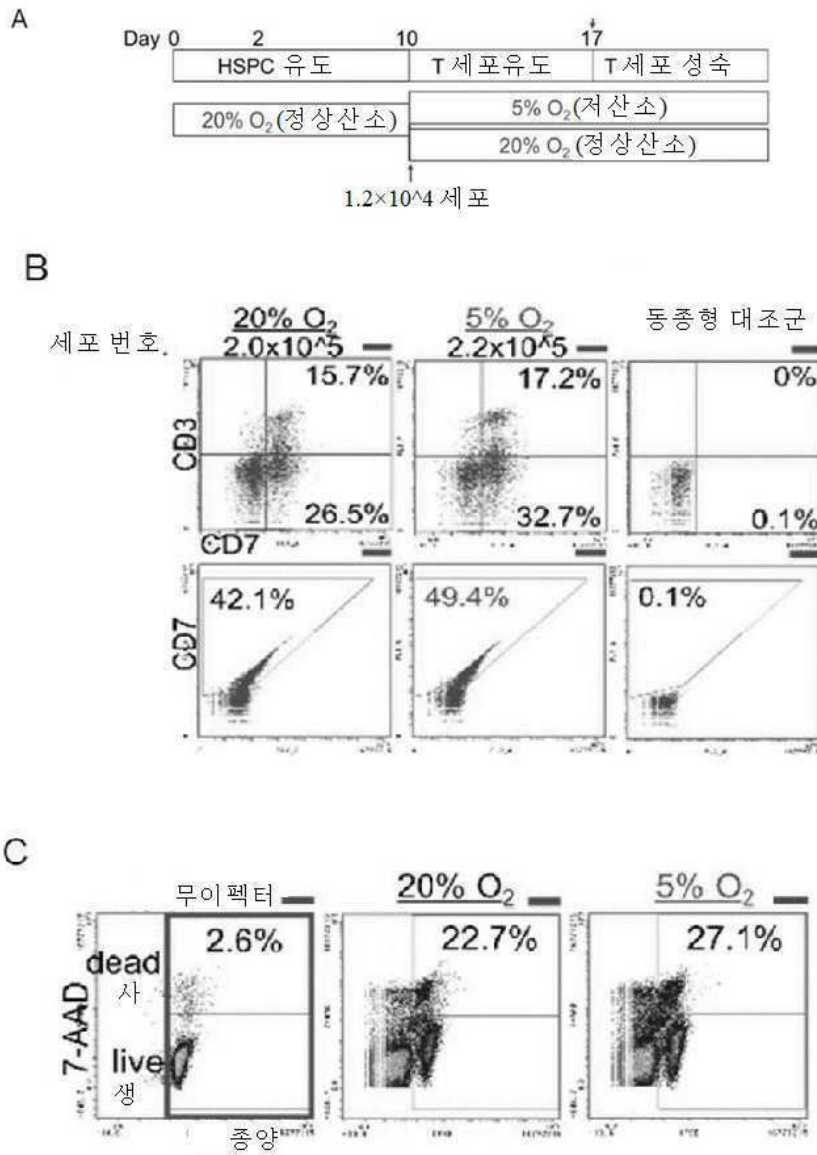 A
Day 0 2 10 17
HSPC 유도 T 세포유도 T 세포 성숙
5% O₂(저산소)
20% O₂(정상산소)
20% O₂(정상산소)
1.2×10^4 세포
B
20% O₂ 5% O₂ 동종형 대조군
세포 번호. 2.0x10^5 2.2x10^5
15.7% 17.2% 0%
CD3
26.5% 32.7% 0.1%
CD7
42.1% 49.4% 0.1%
CD7
C
무이펙터 20% O₂ 5% O₂
2.6% 22.7% 27.1%
dead
사
7-AAD
live
생
종양